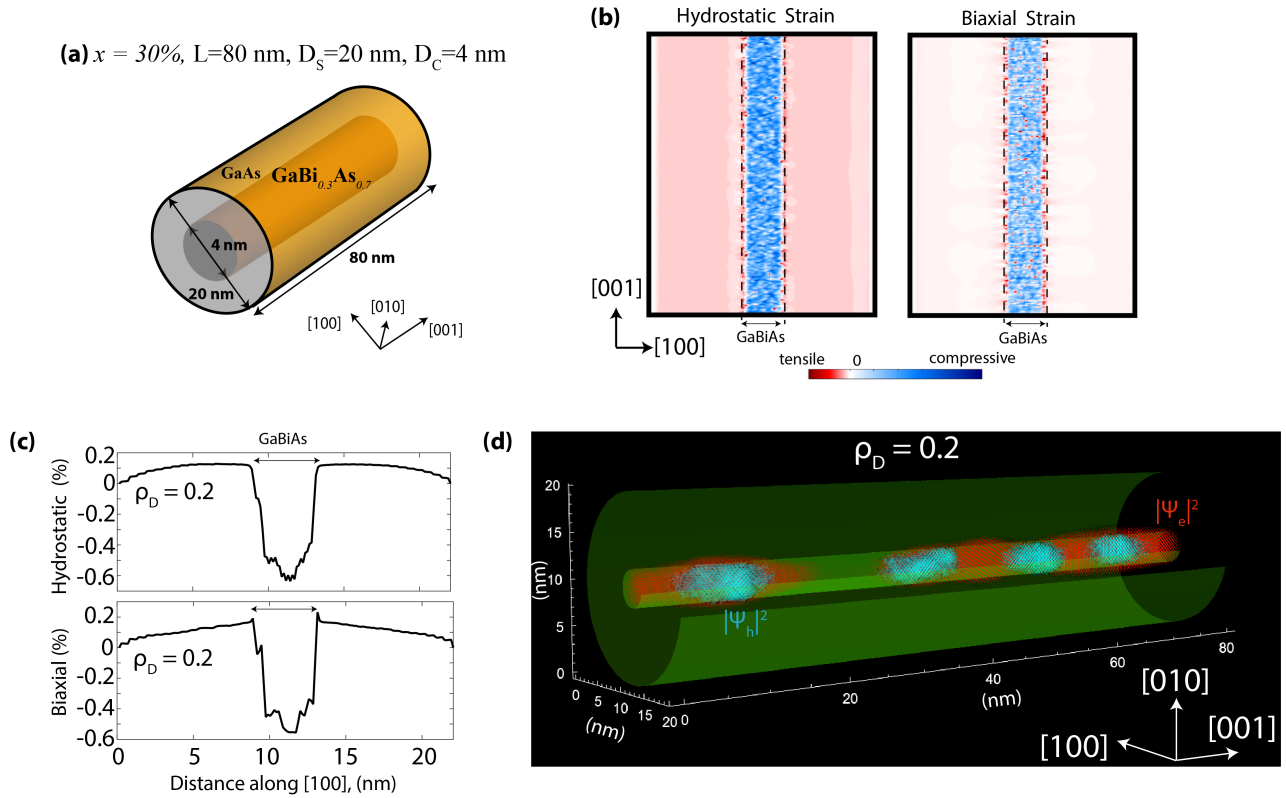 (a) x = 30%, L=80 nm, D_S=20 nm, D_C=4 nm
GaAs GaBi0.3As0.7
4 nm
20 nm
80 nm
[100]
[010]
[001]
(b)
Hydrostatic Strain
Biaxial Strain
[001]
[100]
GaBiAs
GaBiAs
tensile 0 compressive
(c)
GaBiAs
Hydrostatic (%)
0.2
0
-0.2
-0.4
-0.6
ρ_D = 0.2
Biaxial (%)
0.2
0
-0.2
-0.4
-0.6
ρ_D = 0.2
0 5 10 15 20
Distance along [100], (nm)
(d)
ρ_D = 0.2
|Ψ_e|²
|Ψ_h|²
20
15
10
5
0
(nm)
0 5 10 15 20
(nm)
0 20 40 60 80
(nm)
[010]
[100]
[001]